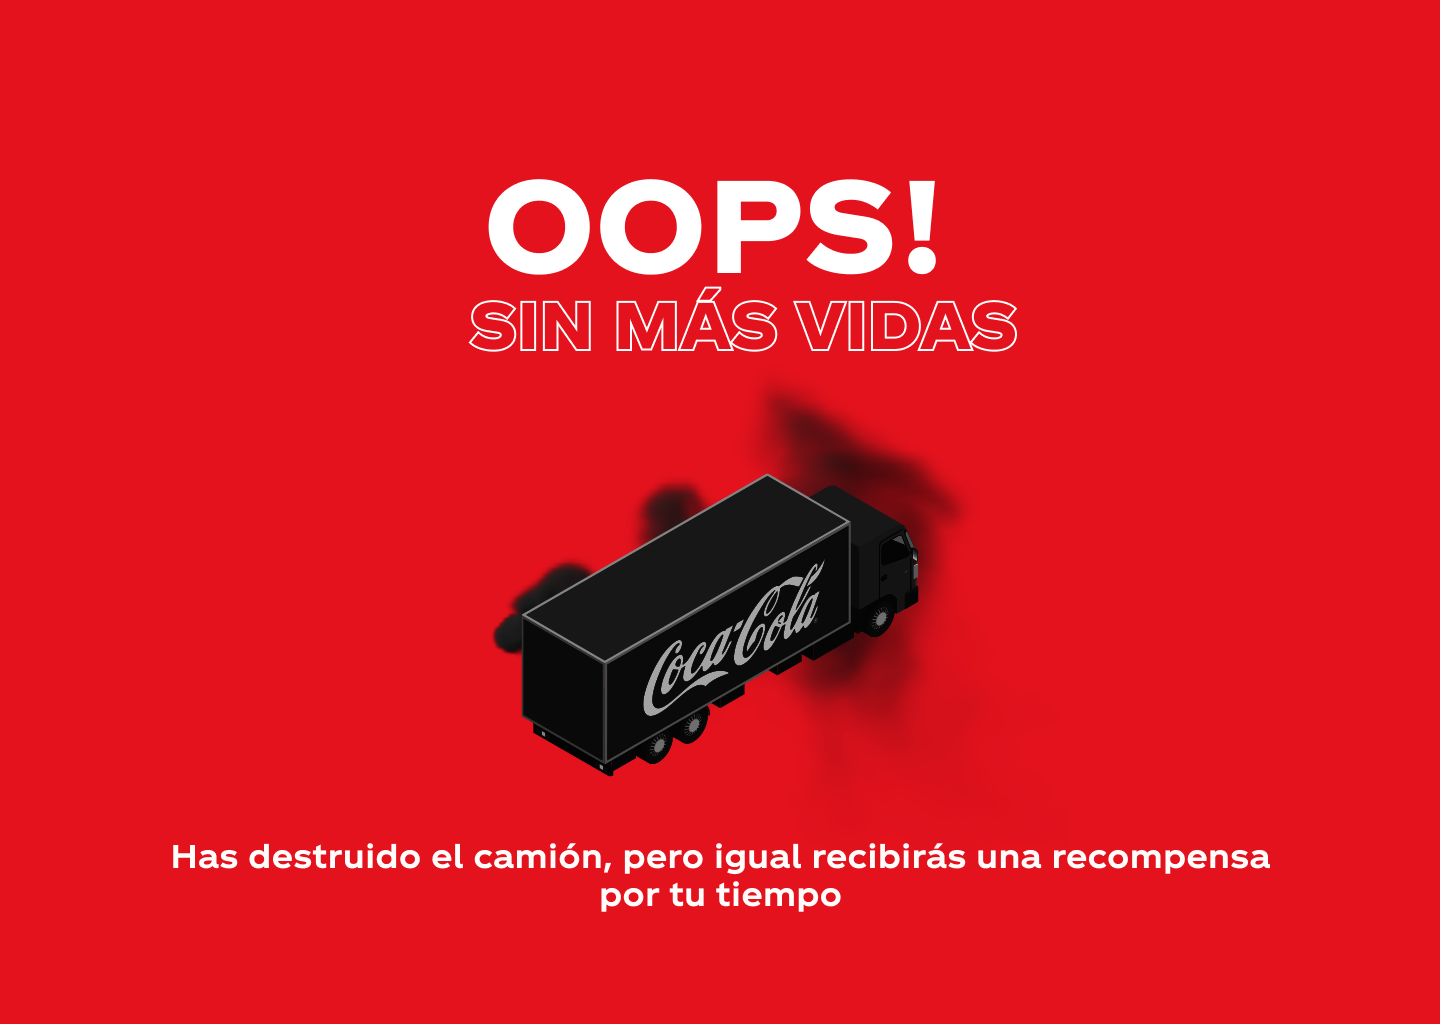 OOPS!
SIN MÁS VIDAS
Coca-Cola
Has destruido el camión, pero igual recibirás una recompensa
por tu tiempo